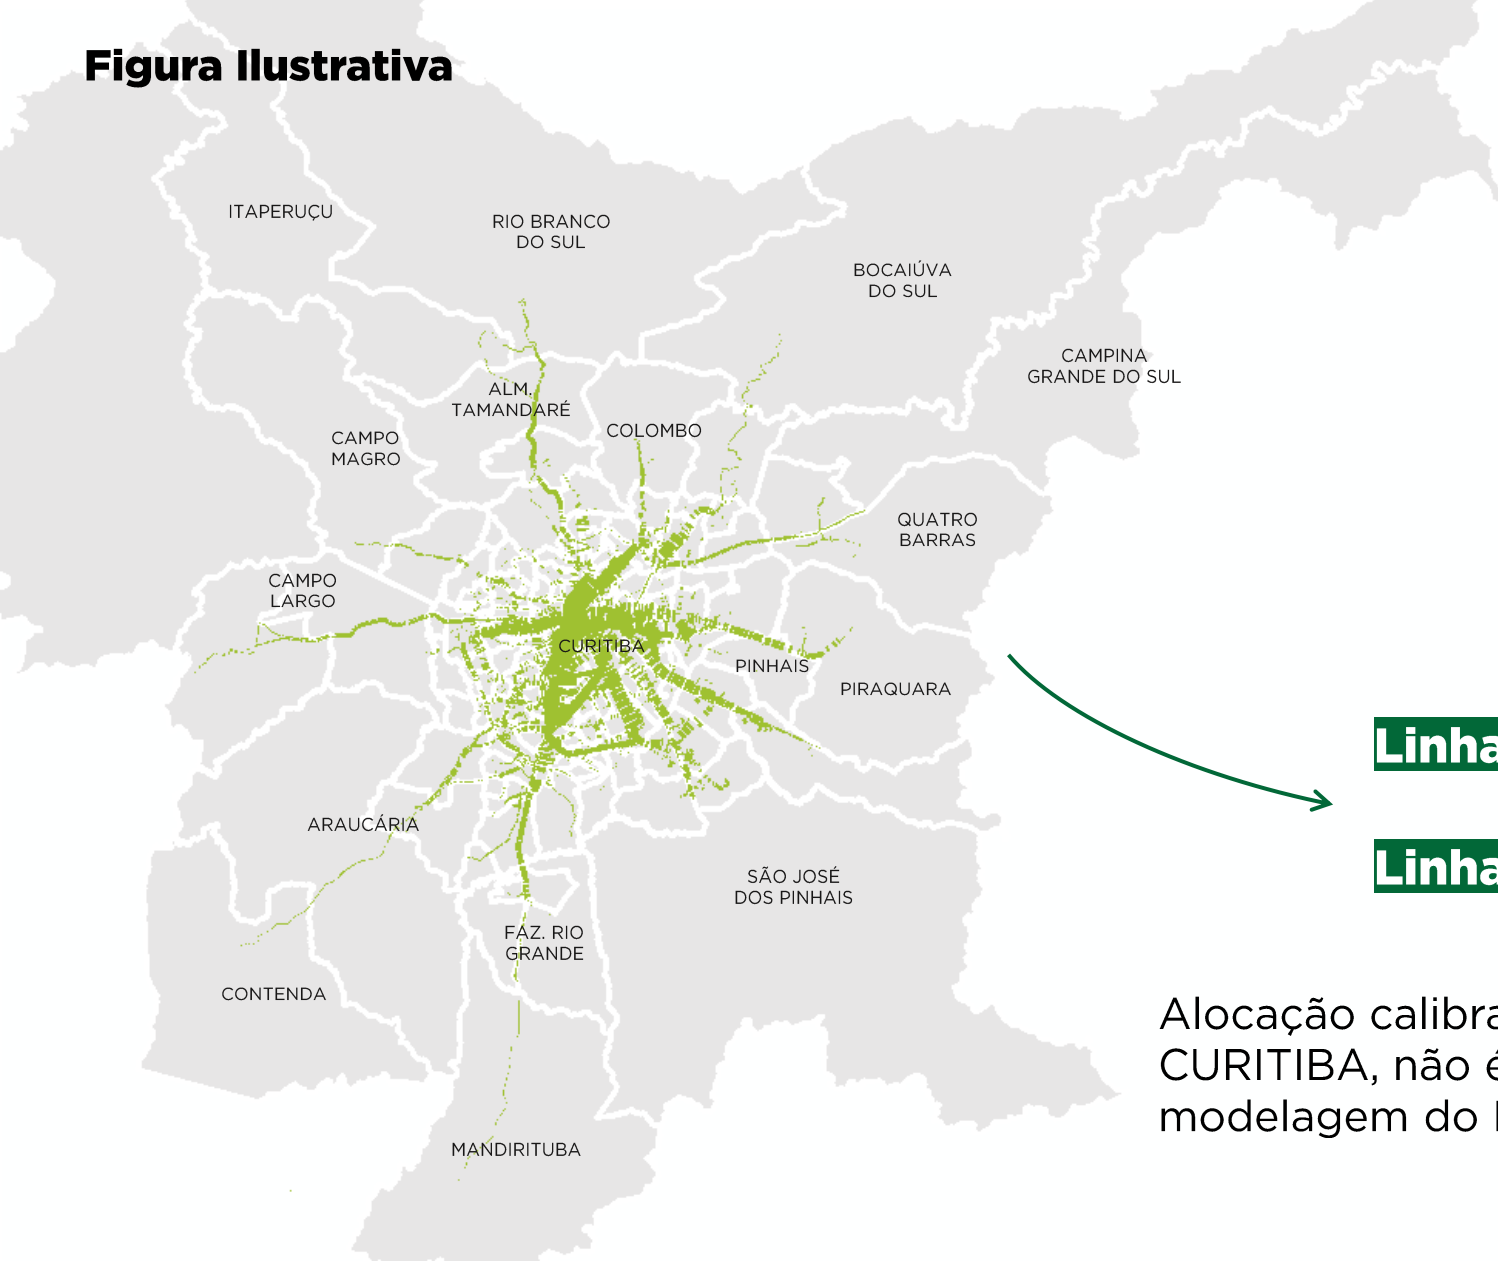 Figura Ilustrativa
ITAPERUÇU
RIO BRANCO
DO SUL
BOCAIÚVA
DO SUL
CAMPINA
GRANDE DO SUL
ALM.
TAMANDARÉ
COLOMBO
CAMPO
MAGRO
QUATRO
BARRAS
CAMPO
LARGO
CURITIBA
PINHAIS
PIRAQUARA
ARAUCÁRIA
SÃO JOSÉ
DOS PINHAIS
FAZ. RIO
GRANDE
CONTENDA
MANDIRITUBA
Linha
Linha
Alocação calibra
CURITIBA, não é
modelagem do